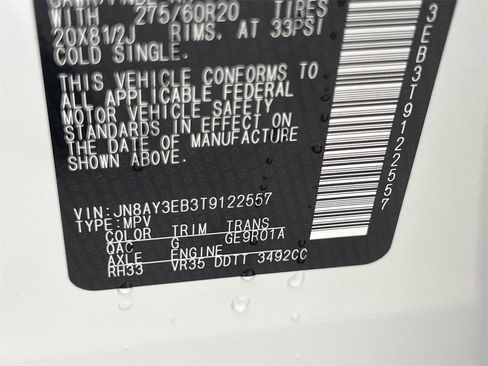 WITH 275/60R20 TIRES
20X81/2J RIMS. AT 33PSI
COLD SINGLE.
THIS VEHICLE CONFORMS TO
ALL APPLICABLE FEDERAL
MOTOR VEHICLE SAFETY
STANDARDS IN EFFECT ON
THE DATE OF MANUFACTURE
SHOWN ABOVE.
VIN:JN8AY3EB3T9122557
TYPE:MPV
COLOR TRIM TRANS
QAC G GE9R01A
AXLE ENGINE
RH33 VR35 DDTT 3492CC
3EB3T9122557